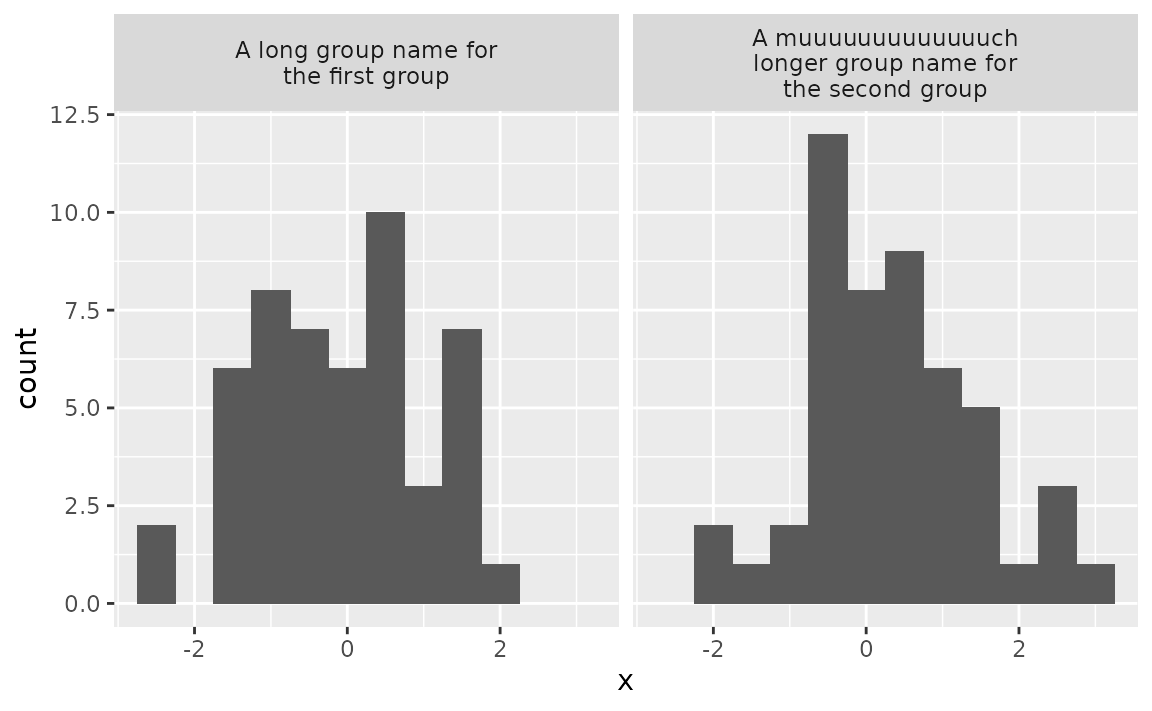 A long group name for
the first group
A muuuuuuuuuuuuuch
longer group name for
the second group
12.5
10.0
7.5
5.0
2.5
0.0
count
-2
0
2
-2
0
2
x